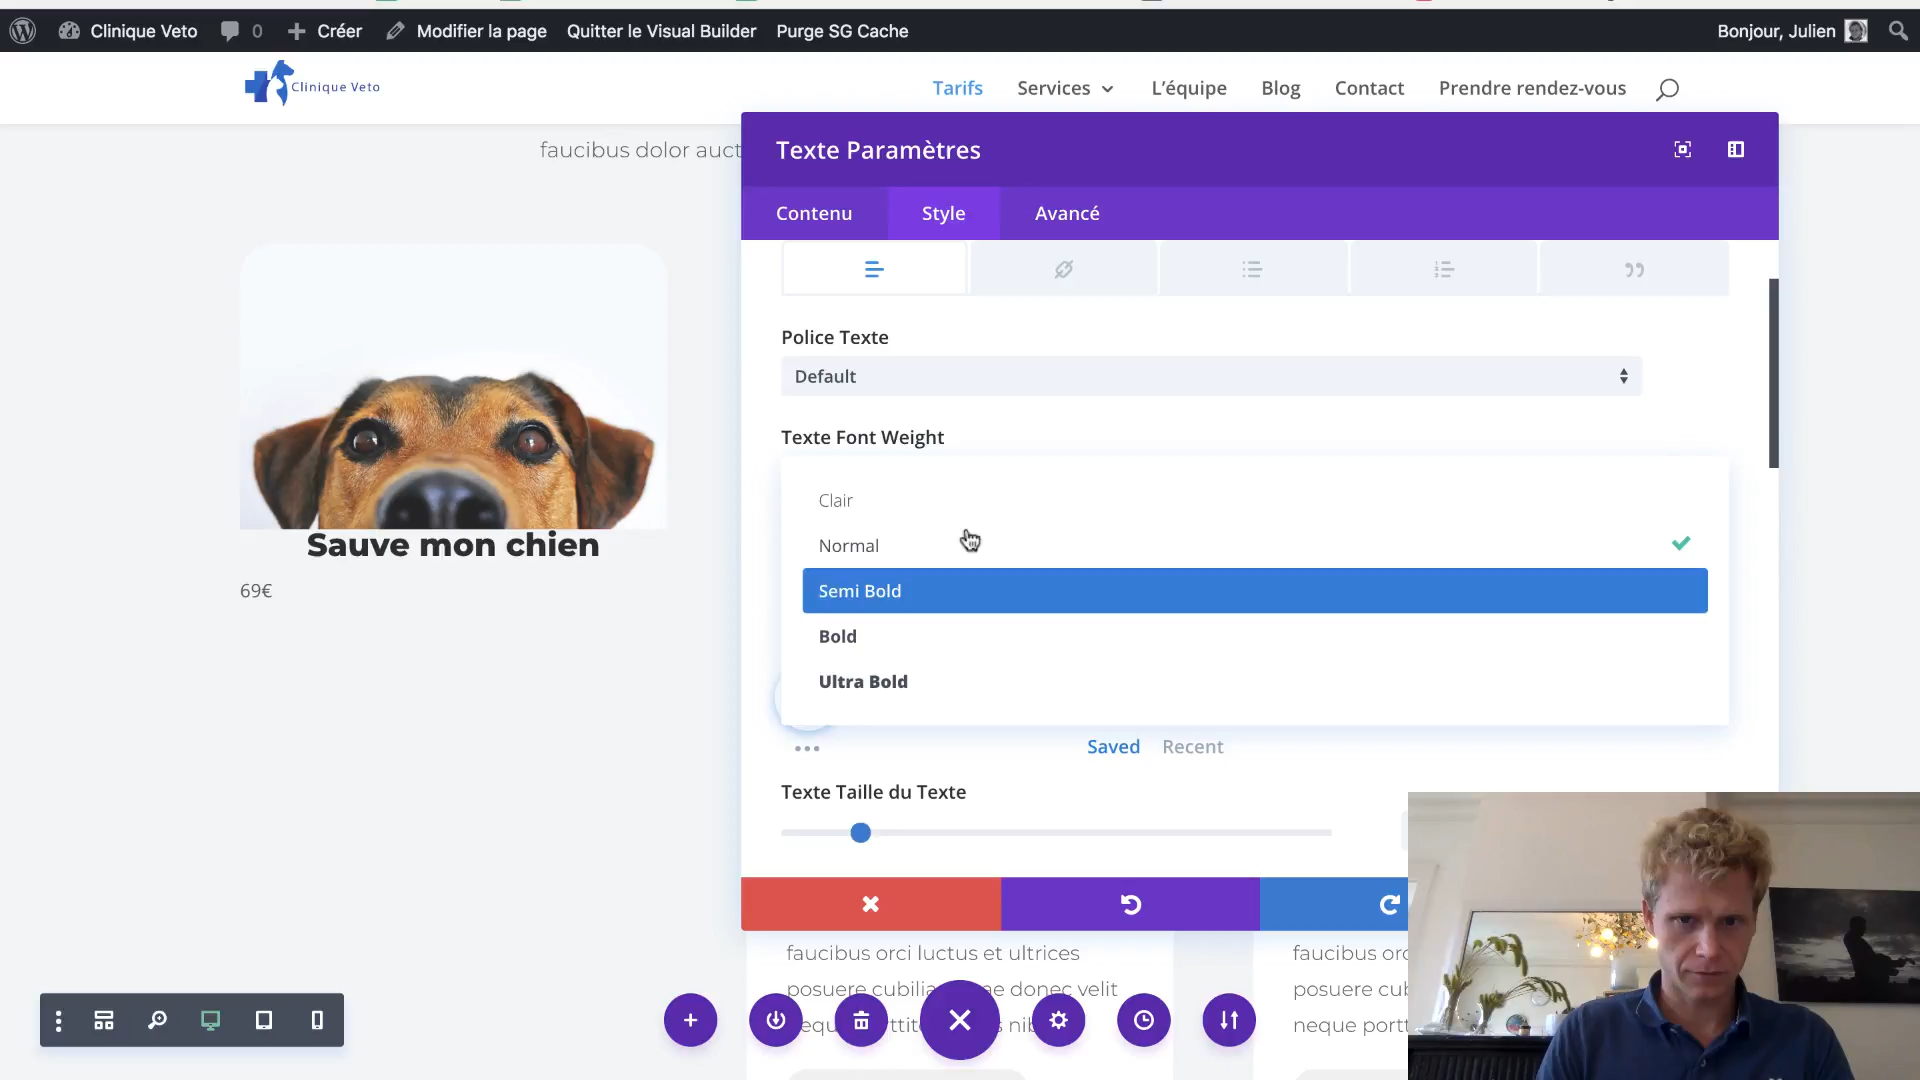 Clinique Veto
0
Créer
Modifier la page
Quitter le Visual Builder
Purge SG Cache
Bonjour, Julien
Clinique Veto
Tarifs
Services
L'équipe
Blog
Contact
Prendre rendez-vous
faucibus dolor auct
Texte Paramètres
Contenu
Style
Avancé
Police Texte
Default
Texte Font Weight
Clair
Normal
Semi Bold
Bold
Ultra Bold
Sauve mon chien
69€
Saved
Recent
Texte Taille du Texte
faucibus orci luctus et ultrices
posuere cubilia ae donec velit
neque
faucibus orc
posuere cub
neque portt